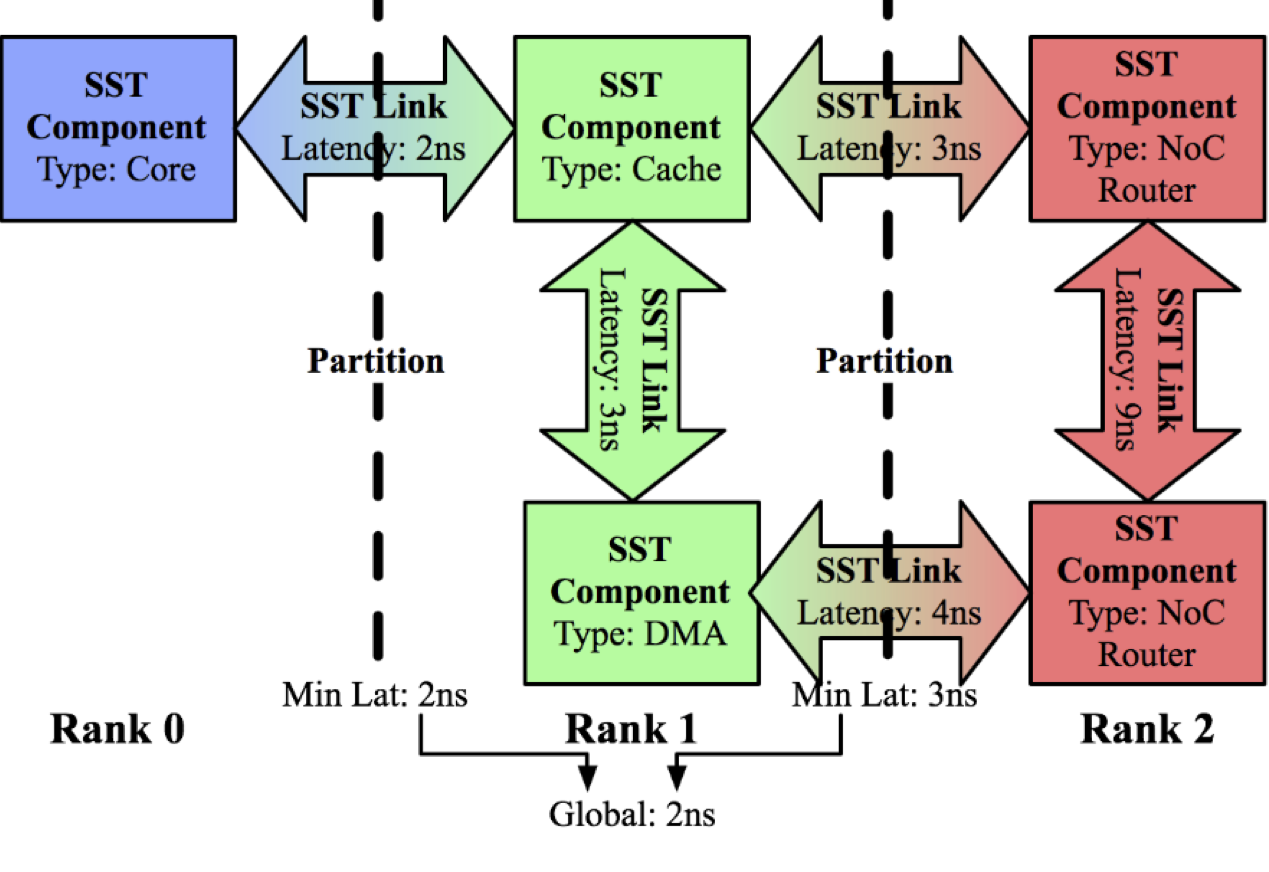 SST
Component
Type: Core
SST Link
Latency: 2ns
SST
Component
Type: Cache
SST Link
Latency: 3ns
SST
Component
Type: NoC
Router
SST Link
Latency: 3ns
SST Link
Latency: 9ns
Partition
Partition
SST
Component
Type: DMA
SST Link
Latency: 4ns
SST
Component
Type: NoC
Router
Min Lat: 2ns
Min Lat: 3ns
Rank 0
Rank 1
Rank 2
Global: 2ns